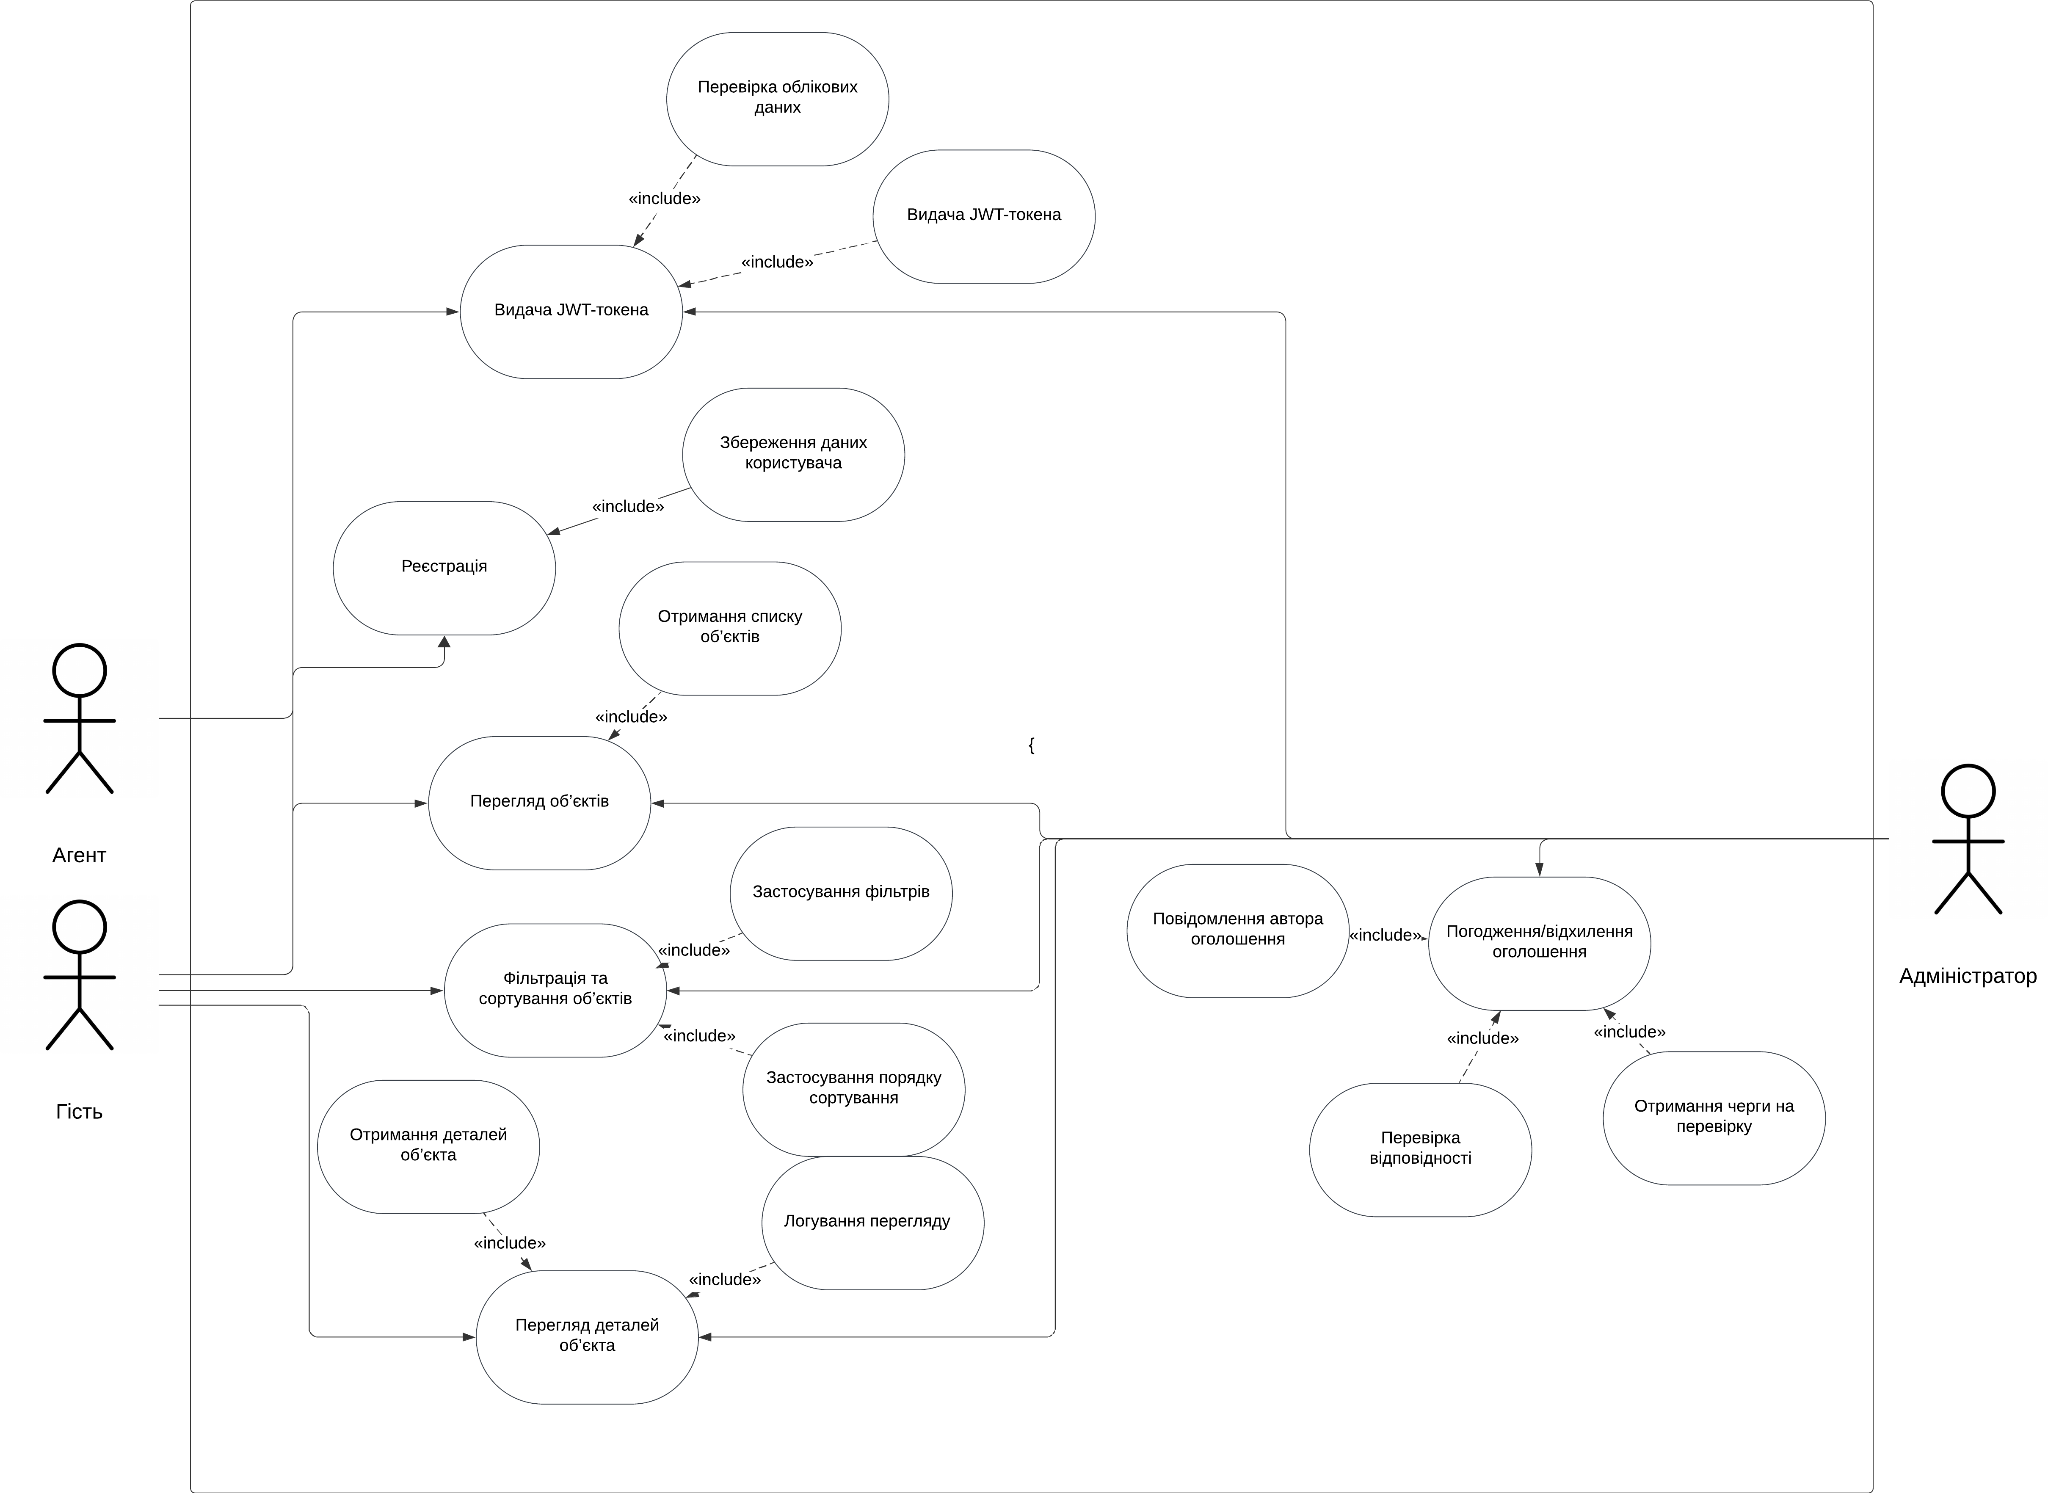 Перевірка облікових
даних
«include»
Видача JWT-токена
«include»
Видача JWT-токена
Збереження даних
користувача
«include»
Реєстрація
Отримання списку
об'єктів
«include»
{
Перегляд об'єктів
Агент
Застосування фільтрів
«include»
Фільтрація та
сортування об'єктів
«include»
Застосування порядку
сортування
Гість
Отримання деталей
об'єкта
«include»
Логування перегляду
«include»
Перегляд деталей
об'єкта
Повідомлення автора
оголошення
«include»
Погодження/відхилення
оголошення
Адміністратор
«include»
«include»
Перевірка
відповідності
Отримання черги на
перевірку